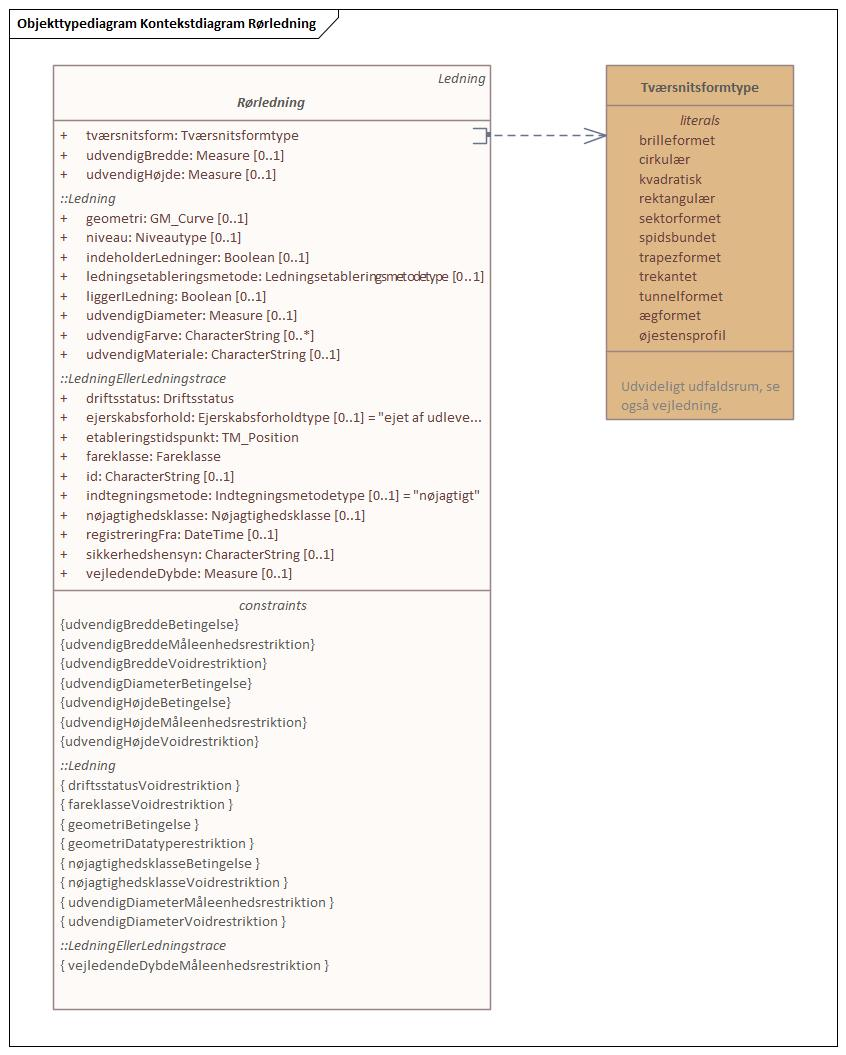 Objekttypediagram Kontekstdiagram Rørledning
Ledning
Rørledning
+ tværsnitsform: Tværsnitsformtype
+ udvendigBredde: Measure [0..1]
+ udvendigHøjde: Measure [0..1]
::Ledning
+ geometri: GM_Curve [0..1]
+ niveau: Niveautype [0..1]
+ indeholderLedninger: Boolean [0..1]
+ ledningsetableringsmetode: Ledningsetableringsmetodetype [0..1]
+ liggerILedning: Boolean [0..1]
+ udvendigDiameter: Measure [0..1]
+ udvendigFarve: CharacterString [0..*]
+ udvendigMateriale: CharacterString [0..1]
::LedningEllerLedningstrace
+ driftsstatus: Driftsstatus
+ ejerskabsforhold: Ejerskabsforholdtype [0..1] = "ejet af udleve...
+ etableringstidspunkt: TM_Position
+ fareklasse: Fareklasse
+ id: CharacterString [0..1]
+ indtegningsmetode: Indtegningsmetodetype [0..1] = "nøjagtigt"
+ nøjagtighedsklasse: Nøjagtighedsklasse [0..1]
+ registreringFra: DateTime [0..1]
+ sikkerhedshensyn: CharacterString [0..1]
+ vejledendeDybde: Measure [0..1]
constraints
{udvendigBreddeBetingelse}
{udvendigBreddeMåleenhedsrestriktion}
{udvendigBreddeVoidrestriktion}
{udvendigDiameterBetingelse}
{udvendigHøjdeBetingelse}
{udvendigHøjdeMåleenhedsrestriktion}
{udvendigHøjdeVoidrestriktion}
::Ledning
{ driftsstatusVoidrestriktion }
{ fareklasseVoidrestriktion }
{ geometriBetingelse }
{ geometriDatatyperestriktion }
{ nøjagtighedsklasseBetingelse }
{ nøjagtighedsklasseVoidrestriktion }
{ udvendigDiameterMåleenhedsrestriktion }
{ udvendigDiameterVoidrestriktion }
::LedningEllerLedningstrace
{ vejledendeDybdeMåleenhedsrestriktion }
Tværsnitsformtype
literals
brilleformet
cirkulær
kvadratisk
rektangulær
sektorformet
spidsbundet
trapezformet
trekantet
tunnelformet
ægformet
øjestensprofil
Udvideligt udfaldsrum, se
også vejledning.